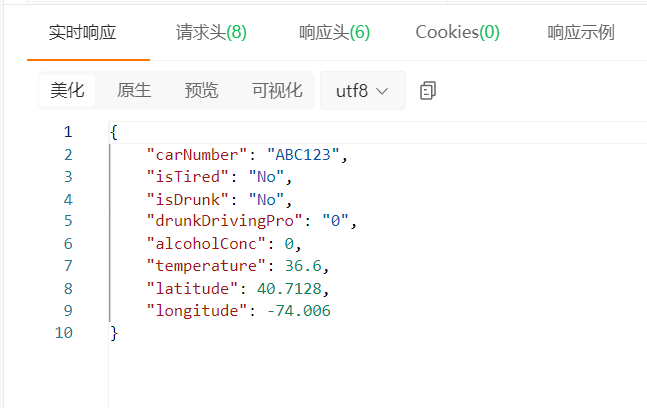 实时响应 请求头(8) 响应头(6) Cookies(0) 响应示例
美化 原生 预览 可视化 utf8
1 {
2 "carNumber": "ABC123",
3 "isTired": "No",
4 "isDrunk": "No",
5 "drunkDrivingPro": "0",
6 "alcoholConc": 0,
7 "temperature": 36.6,
8 "latitude": 40.7128,
9 "longitude": -74.006
10 }